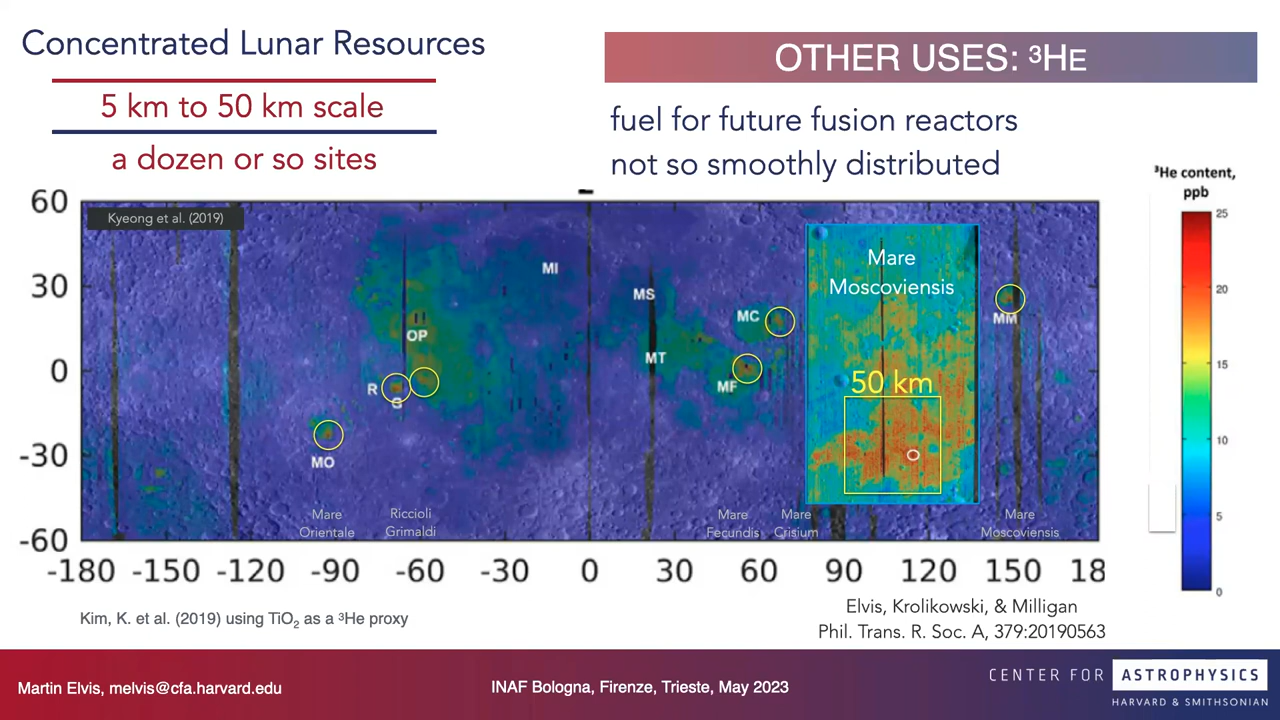 Concentrated Lunar Resources
5 km to 50 km scale
a dozen or so sites
OTHER USES: ³HE
fuel for future fusion reactors
not so smoothly distributed
³He content,
ppb
25
20
15
10
5
0
60
30
0
-30
-60
Kyeong et al. (2019)
MI
MS
OP
MC
MT
MF
R
G
MO
MM
Mare
Moscoviensis
50 km
Mare
Orientale
Riccioli
Grimaldi
Mare
Fecundis
Mare
Crisium
Mare
Moscoviensis
-180 -150 -120 -90 -60 -30 0 30 60 90 120 150 18
Kim, K. et al. (2019) using TiO₂ as a ³He proxy
Elvis, Krolikowski, & Milligan
Phil. Trans. R. Soc. A, 379:20190563
Martin Elvis, melvis@cfa.harvard.edu
INAF Bologna, Firenze, Trieste, May 2023
CENTER FOR ASTROPHYSICS
HARVARD & SMITHSONIAN